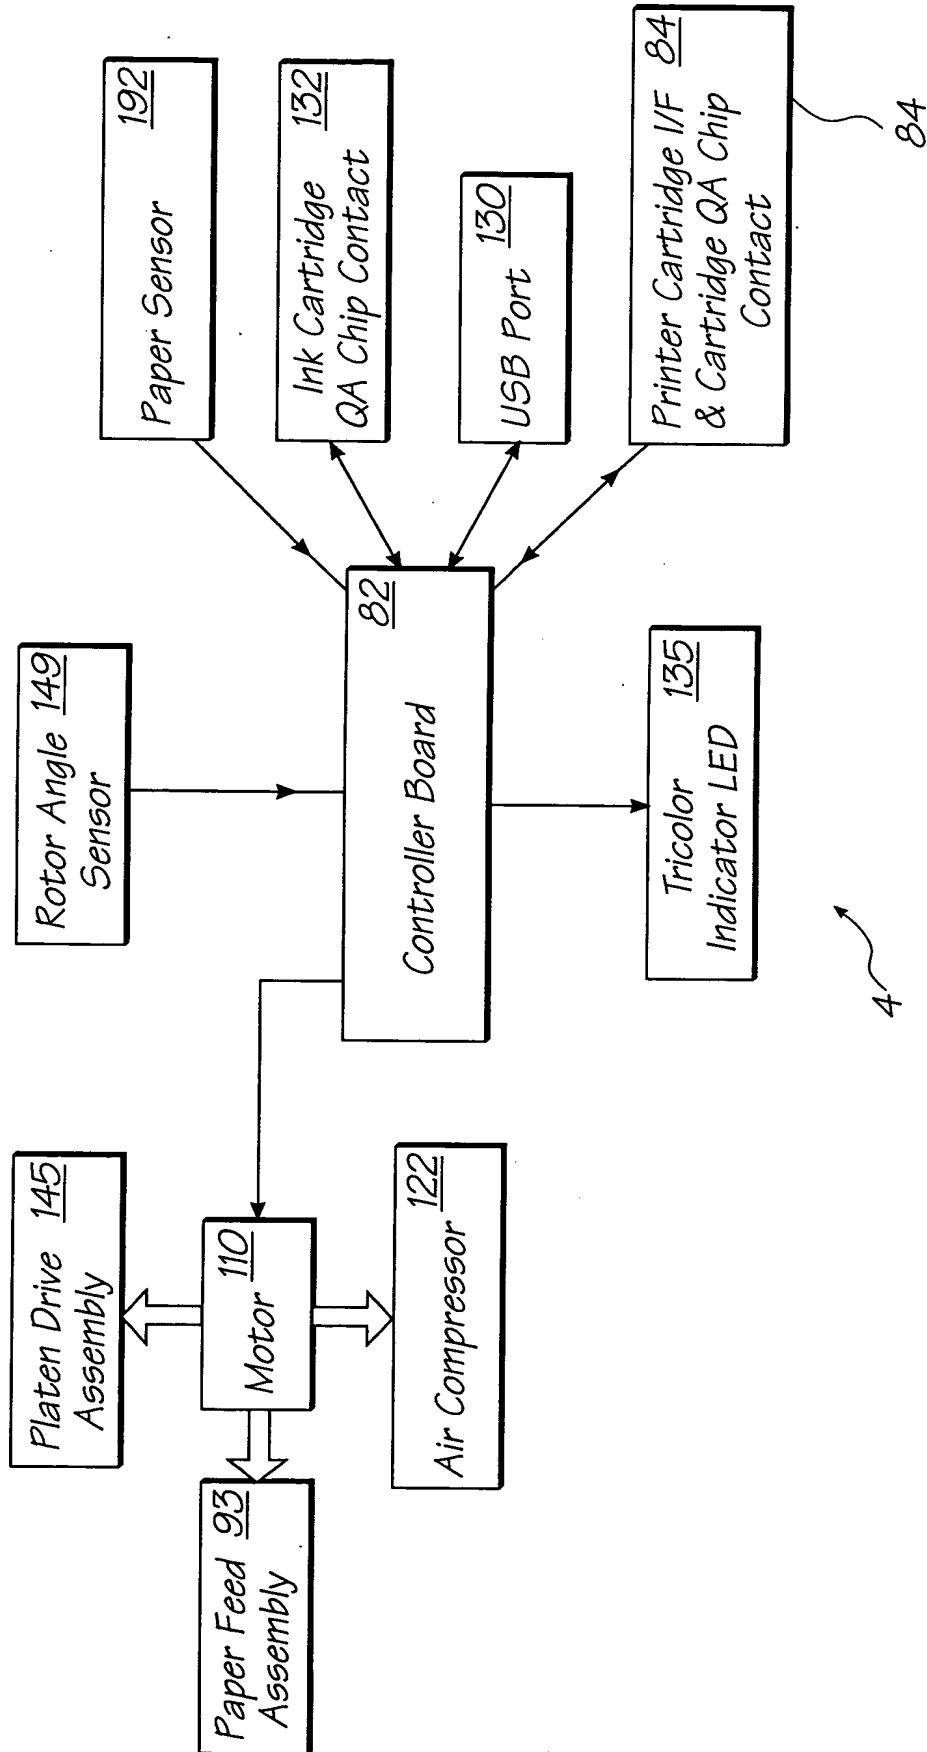 Platen Drive 145
Assembly
Rotor Angle 149
Sensor
Paper Sensor
192
Paper Feed 93
Assembly
110
Motor
Ink Cartridge 132
QA Chip Contact
82
Controller Board
Air Compressor 122
USB Port 130
Tricolor 135
Indicator LED
Printer Cartridge I/F 84
& Cartridge QA Chip
Contact
84
4